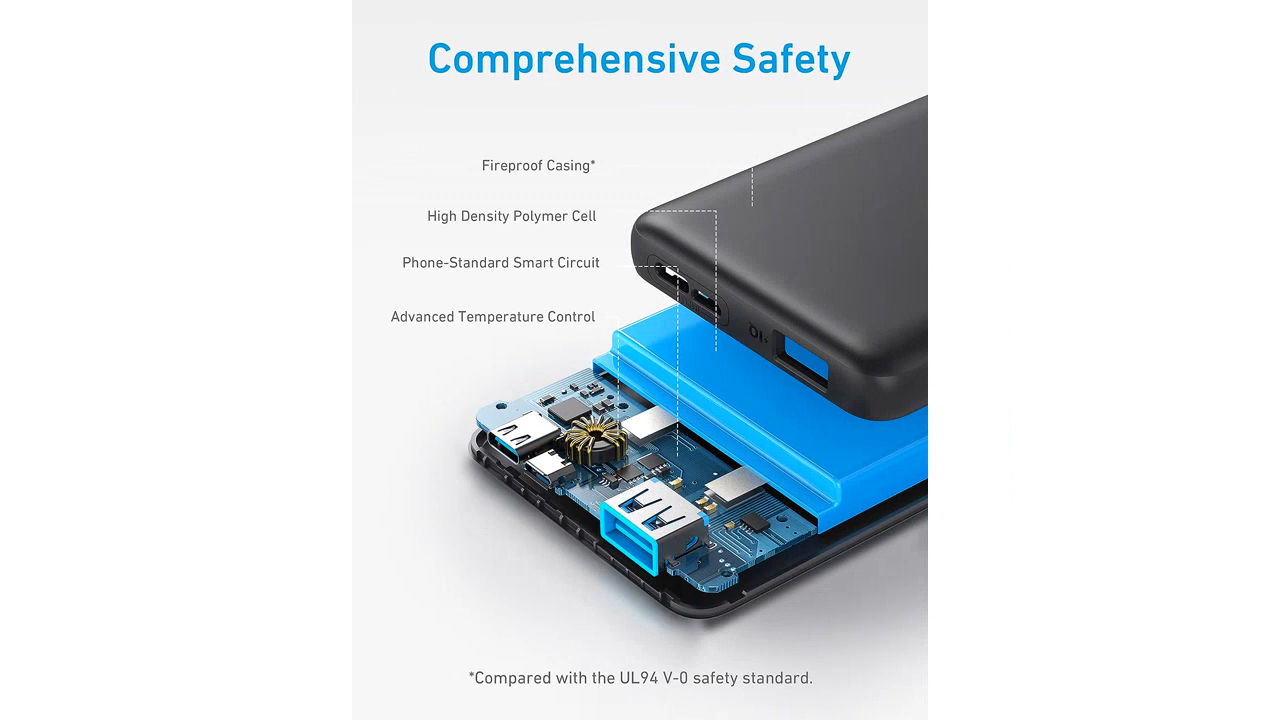 Comprehensive Safety
Fireproof Casing*
High Density Polymer Cell
Phone-Standard Smart Circuit
Advanced Temperature Control
*Compared with the UL94 V-0 safety standard.